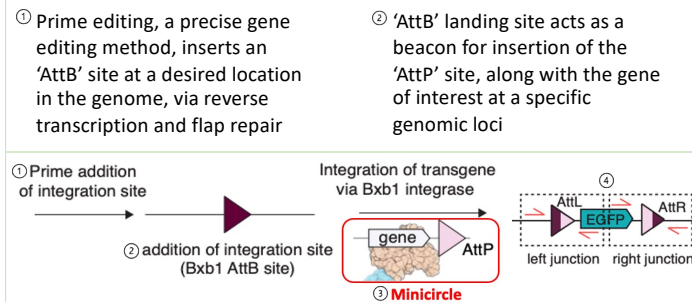 ① Prime editing, a precise gene
editing method, inserts an
‘AttB’ site at a desired location
in the genome, via reverse
transcription and flap repair
② ‘AttB’ landing site acts as a
beacon for insertion of the
‘AttP’ site, along with the gene
of interest at a specific
genomic loci
① Prime addition
of integration site
② addition of integration site
(Bxb1 AttB site)
Integration of transgene
via Bxb1 integrase
gene
AttP
③ Minicircle
④
AttL
EGFP
AttR
left junction
right junction